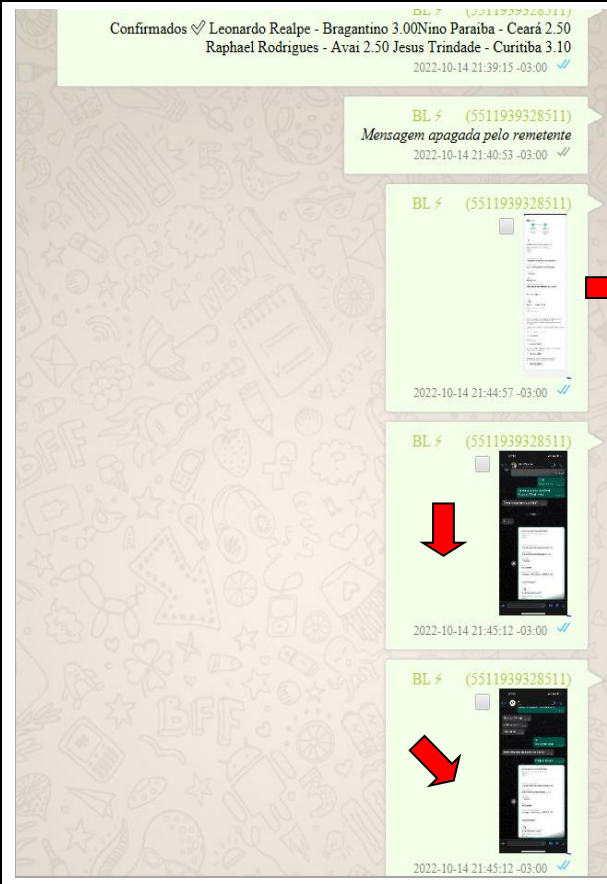 BL⚡ (5511939328511)
Confirmados ✅ Leonardo Realpe - Bragantino 3.00Nino Paraiba - Ceará 2.50
Raphael Rodrigues - Avai 2.50 Jesus Trindade - Curitiba 3.10
2022-10-14 21:39:15 -03:00
BL⚡ (5511939328511)
Mensagem apagada pelo remetente
2022-10-14 21:40:53 -03:00
BL⚡ (5511939328511)
2022-10-14 21:44:57 -03:00
BL⚡ (5511939328511)
2022-10-14 21:45:12 -03:00
BL⚡ (5511939328511)
2022-10-14 21:45:12 -03:00